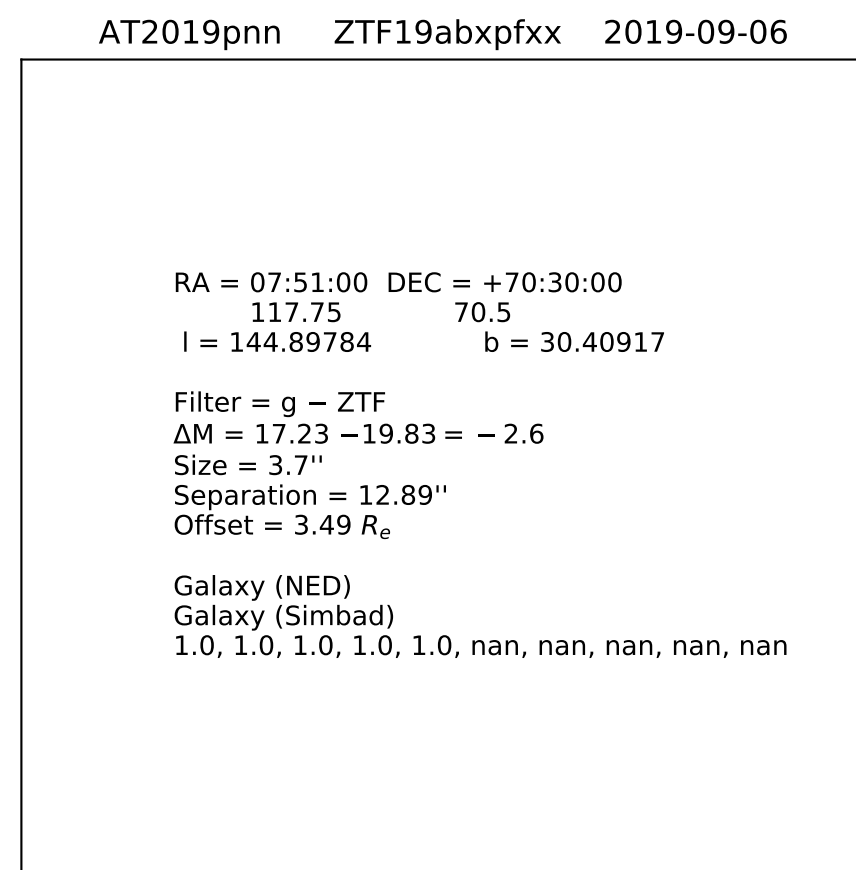 AT2019pnn ZTF19abxpfxx 2019-09-06
RA = 07:51:00 DEC = +70:30:00
117.75 70.5
l = 144.89784 b = 30.40917
Filter = g − ZTF
ΔM = 17.23 −19.83 = − 2.6
Size = 3.7''
Separation = 12.89''
Offset = 3.49 Re
Galaxy (NED)
Galaxy (Simbad)
1.0, 1.0, 1.0, 1.0, 1.0, nan, nan, nan, nan, nan